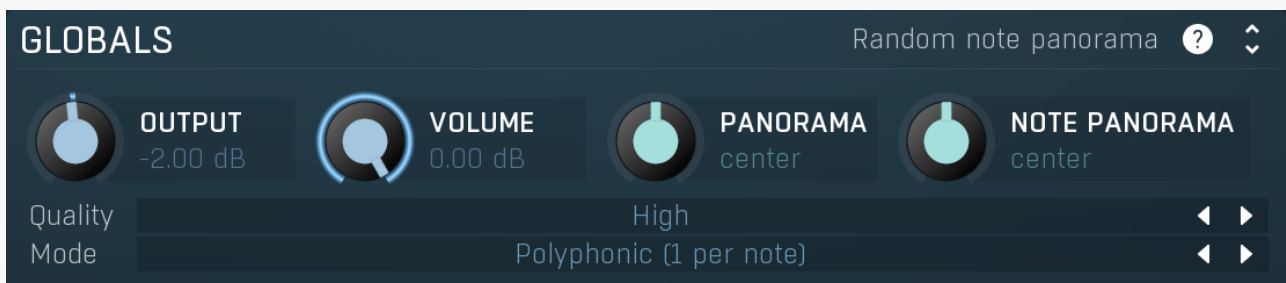 GLOBALS
Random note panorama ?
OUTPUT
-2.00 dB
VOLUME
0.00 dB
PANORAMA
center
NOTE PANORAMA
center
Quality High
Mode Polyphonic (1 per note)